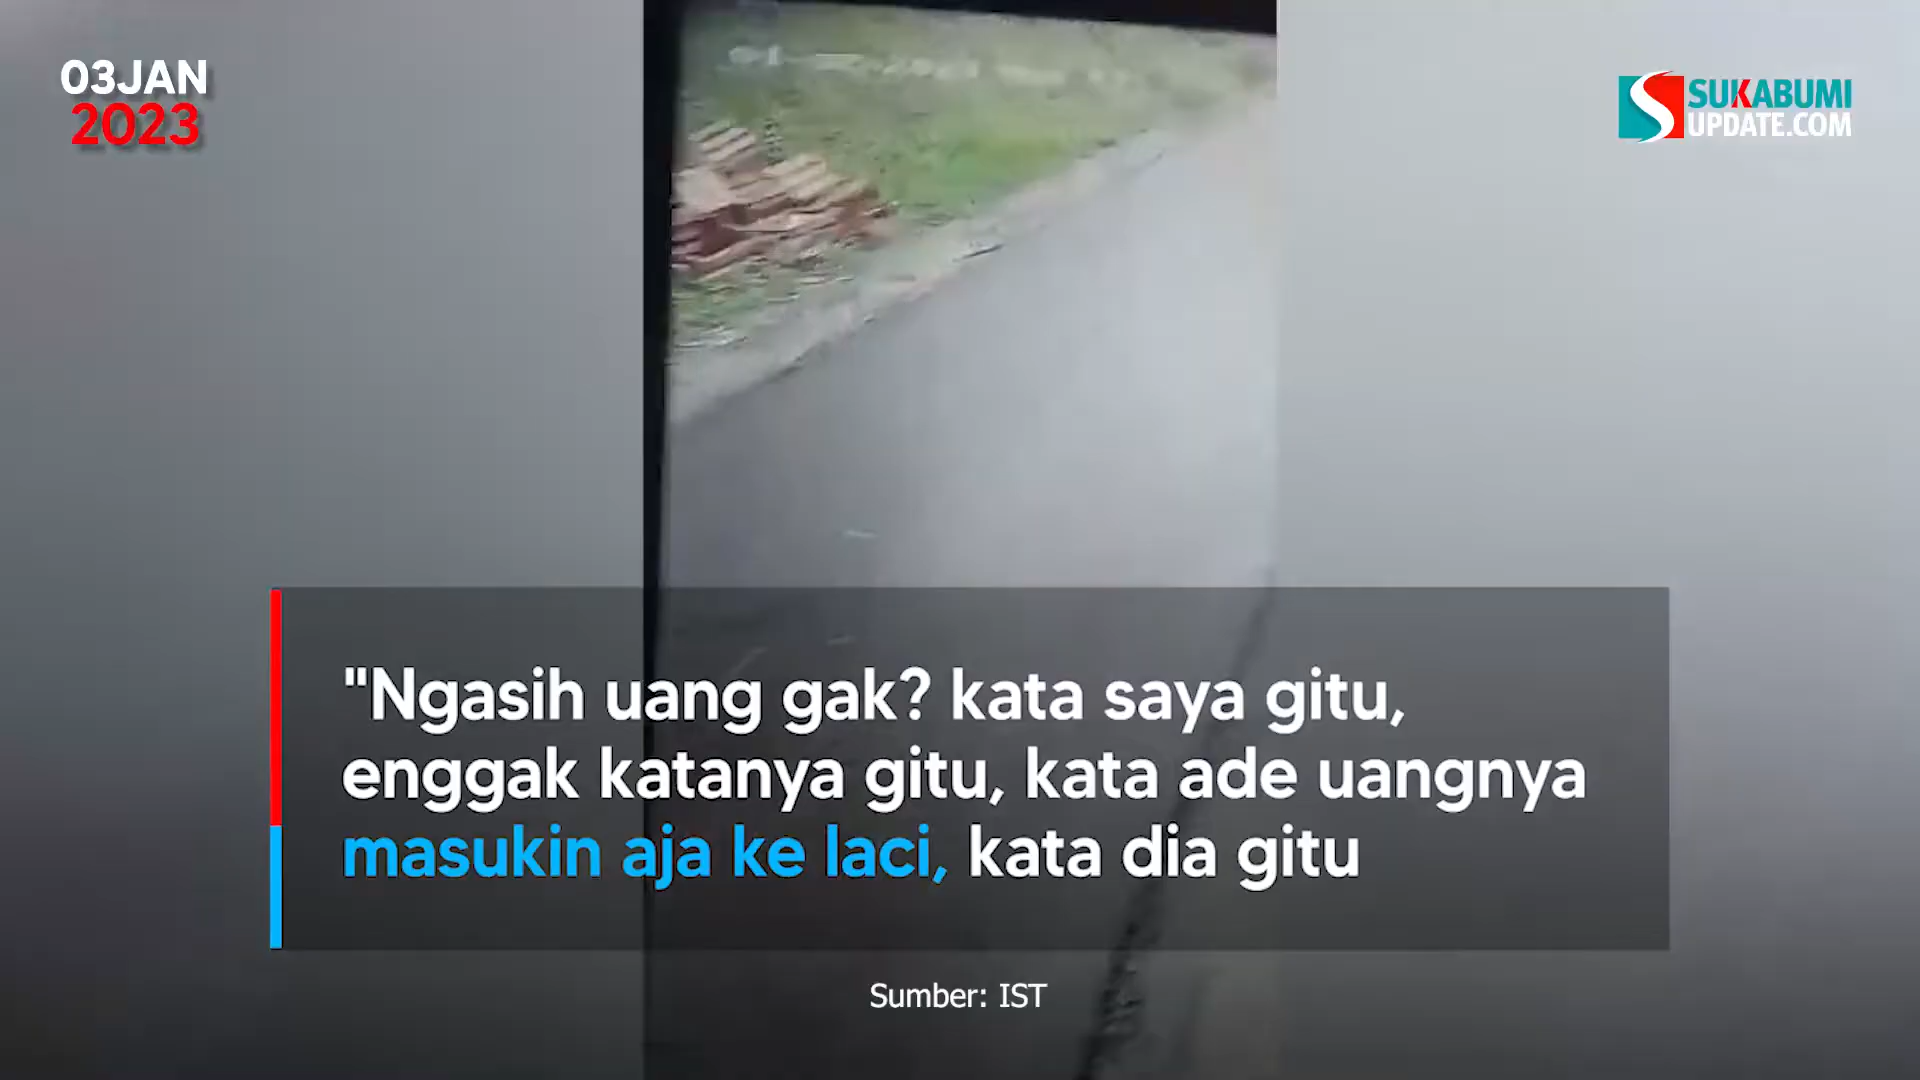 03JAN
2023
SUKABUMI
UPDATE.COM
"Ngasih uang gak? kata saya gitu,
enggak katanya gitu, kata ade uangnya
masukin aja ke laci, kata dia gitu
Sumber: IST